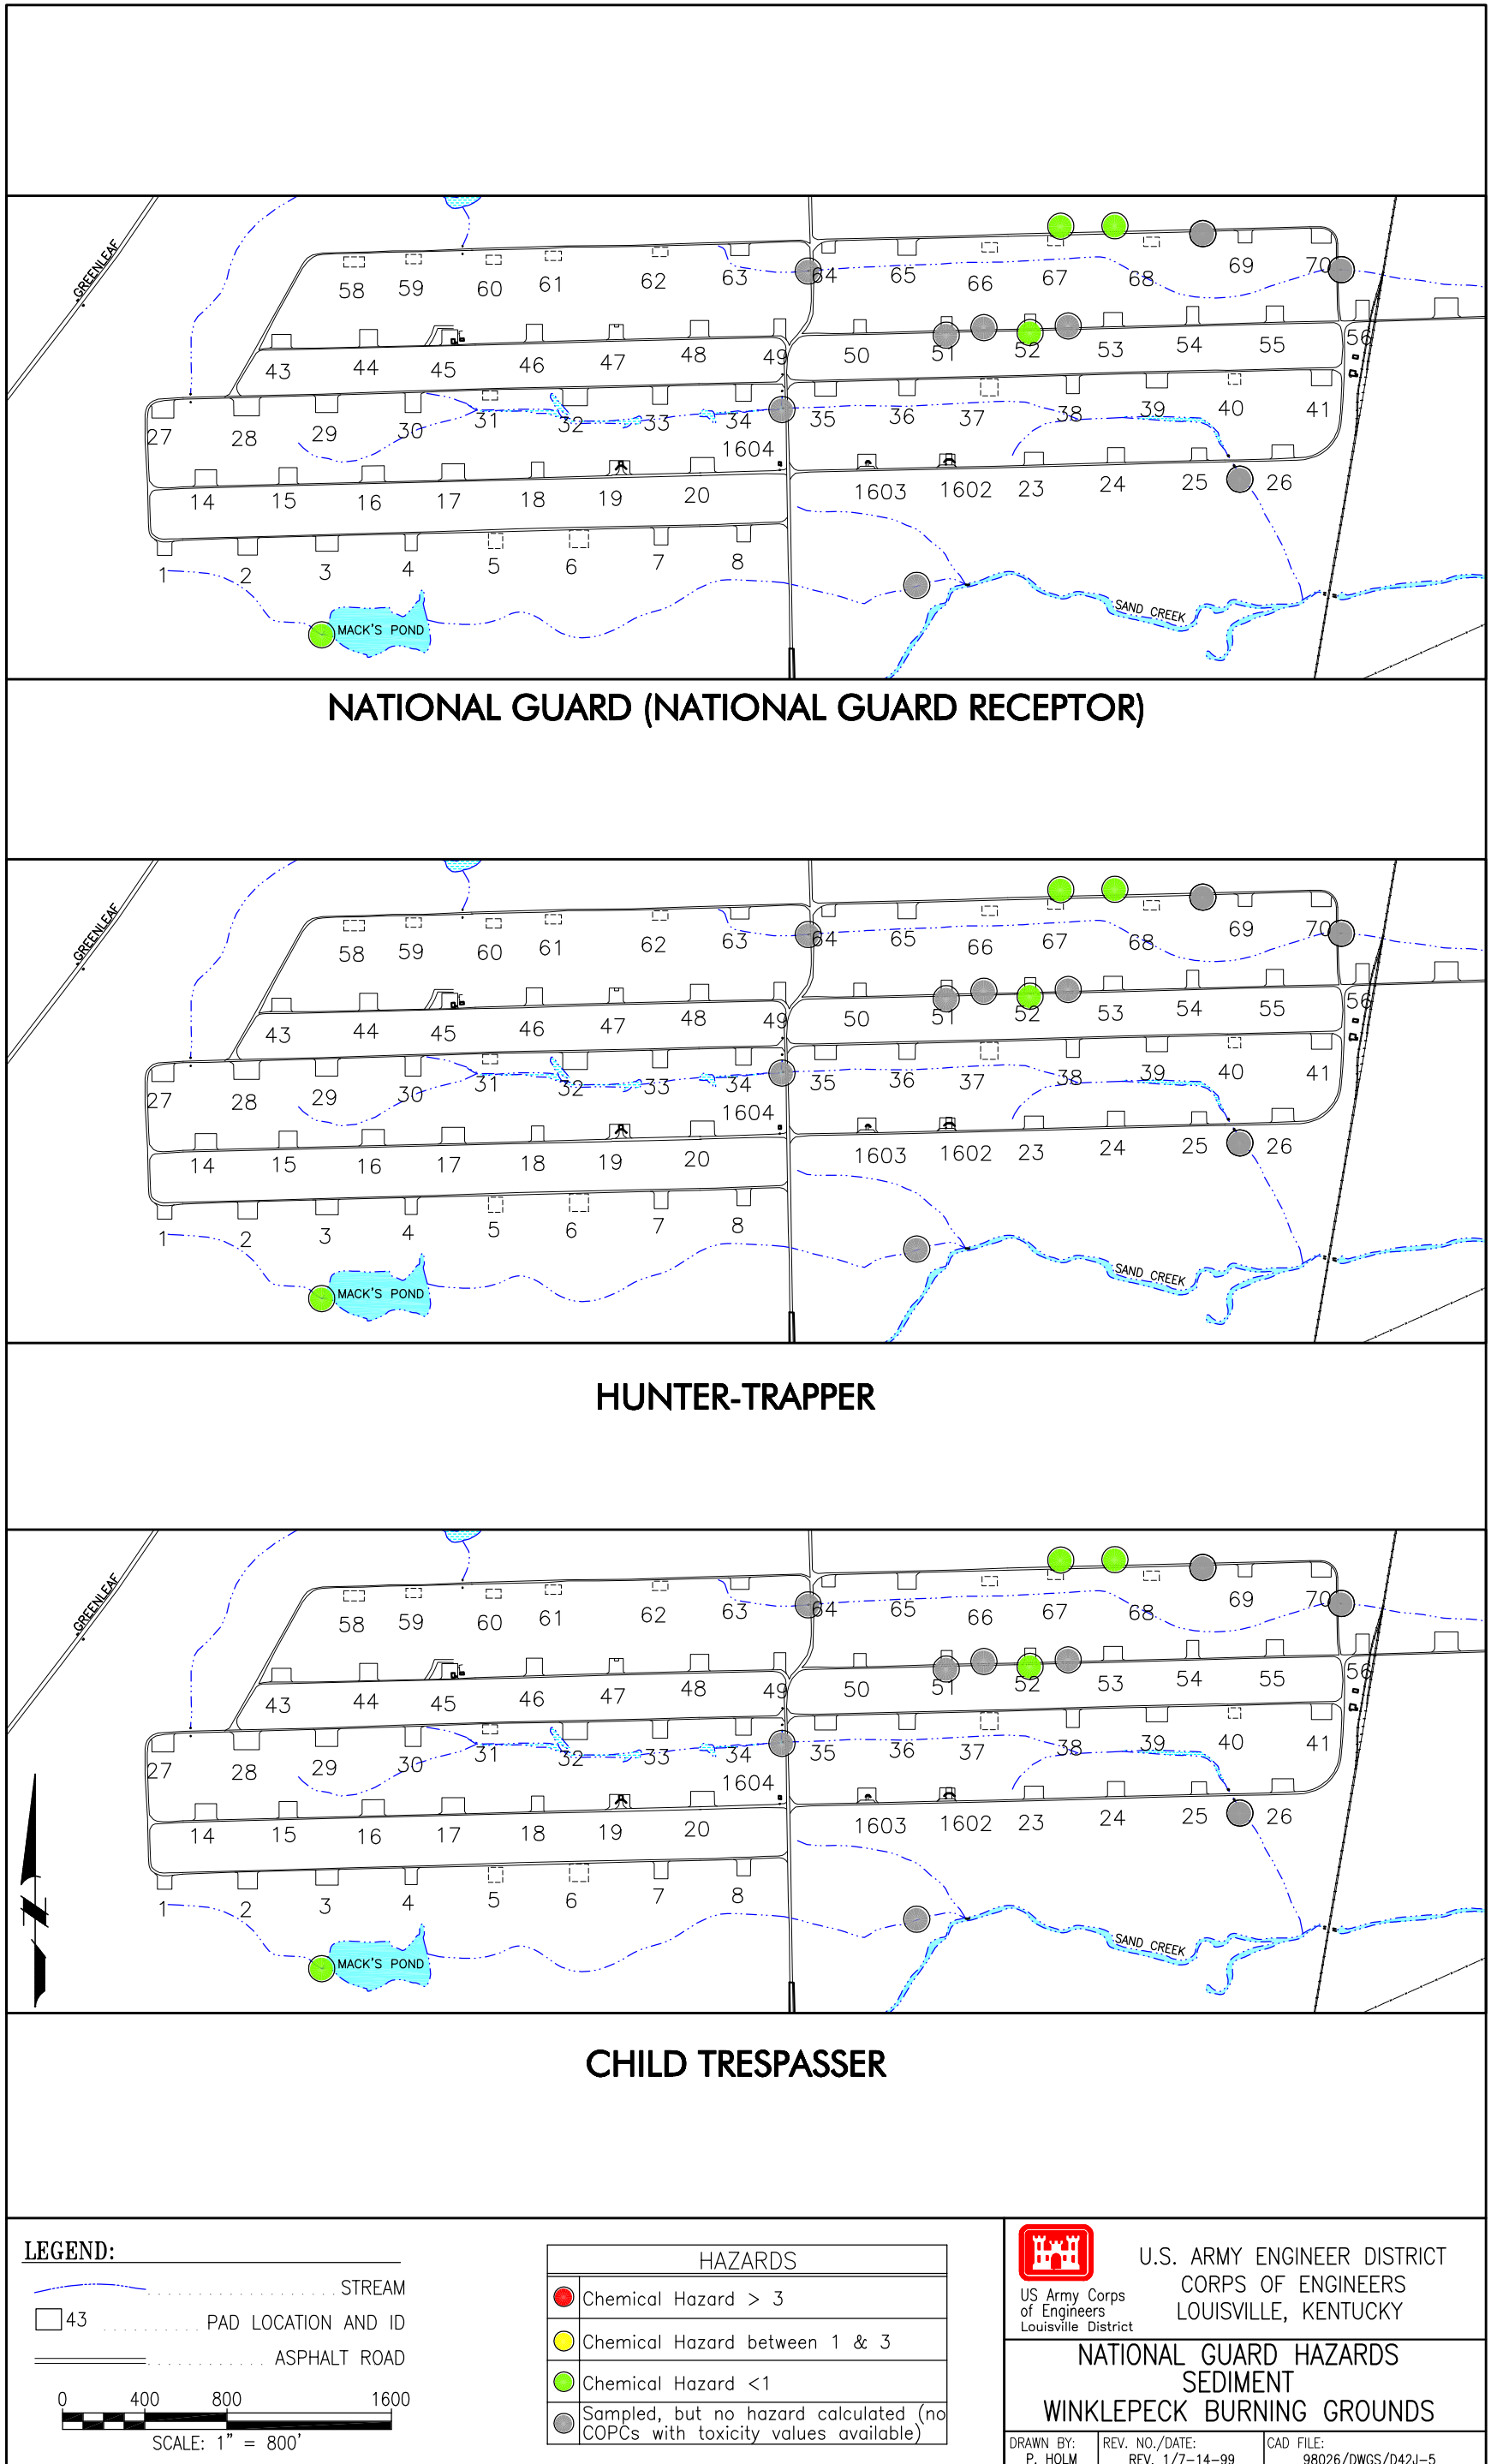 GREENLEAF
58 59 60 61 62 63 64 65 66 67 68 69 70
43 44 45 46 47 48 49 50 51 52 53 54 55 56
27 28 29 30 31 32 33 34 35 36 37 38 39 40 41
1604
14 15 16 17 18 19 20 1603 1602 23 24 25 26
1 2 3 4 5 6 7 8
MACK'S POND
SAND CREEK
NATIONAL GUARD (NATIONAL GUARD RECEPTOR)
GREENLEAF
58 59 60 61 62 63 64 65 66 67 68 69 70
43 44 45 46 47 48 49 50 51 52 53 54 55 56
27 28 29 30 31 32 33 34 35 36 37 38 39 40 41
1604
14 15 16 17 18 19 20 1603 1602 23 24 25 26
1 2 3 4 5 6 7 8
MACK'S POND
SAND CREEK
HUNTER-TRAPPER
GREENLEAF
58 59 60 61 62 63 64 65 66 67 68 69 70
43 44 45 46 47 48 49 50 51 52 53 54 55 56
27 28 29 30 31 32 33 34 35 36 37 38 39 40 41
1604
14 15 16 17 18 19 20 1603 1602 23 24 25 26
1 2 3 4 5 6 7 8
MACK'S POND
SAND CREEK
N
CHILD TRESPASSER
LEGEND:
STREAM
43 PAD LOCATION AND ID
ASPHALT ROAD
0 400 800 1600
SCALE: 1" = 800'
HAZARDS
Chemical Hazard > 3
Chemical Hazard between 1 & 3
Chemical Hazard <1
Sampled, but no hazard calculated (no
COPCs with toxicity values available)
US Army Corps
of Engineers
Louisville District
U.S. ARMY ENGINEER DISTRICT
CORPS OF ENGINEERS
LOUISVILLE, KENTUCKY
NATIONAL GUARD HAZARDS
SEDIMENT
WINKLEPECK BURNING GROUNDS
DRAWN BY:
P. HOLM
REV. NO./DATE:
REV. 1/7-14-99
CAD FILE:
98026/DWGS/D42J-5